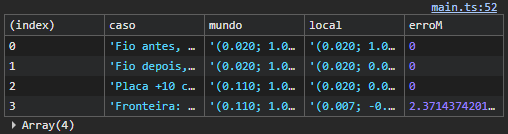 main.ts:52
(index) caso mundo local erroM
0 'Fio antes, … '(0.020; 1.0… '(0.020; 1.0… 0
1 'Fio depois,… '(0.020; 1.0… '(0.020; 0.0… 0
2 'Placa +10 c… '(0.110; 1.0… '(0.020; 0.0… 0
3 'Fronteira: … '(0.110; 1.0… '(0.007; -0.… 2.3714374201…
▶ Array(4)